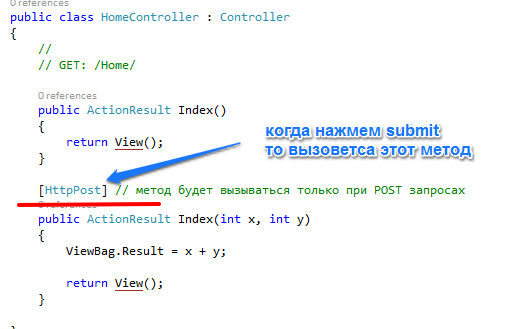 0 references
public class HomeController : Controller
{
//
// GET: /Home/
0 references
public ActionResult Index()
{
return View();
}
когда нажмем submit
то вызовется этот метод
[HttpPost] // метод будет вызываться только при POST запросах
0 references
public ActionResult Index(int x, int y)
{
ViewBag.Result = x + y;
return View();
}
}